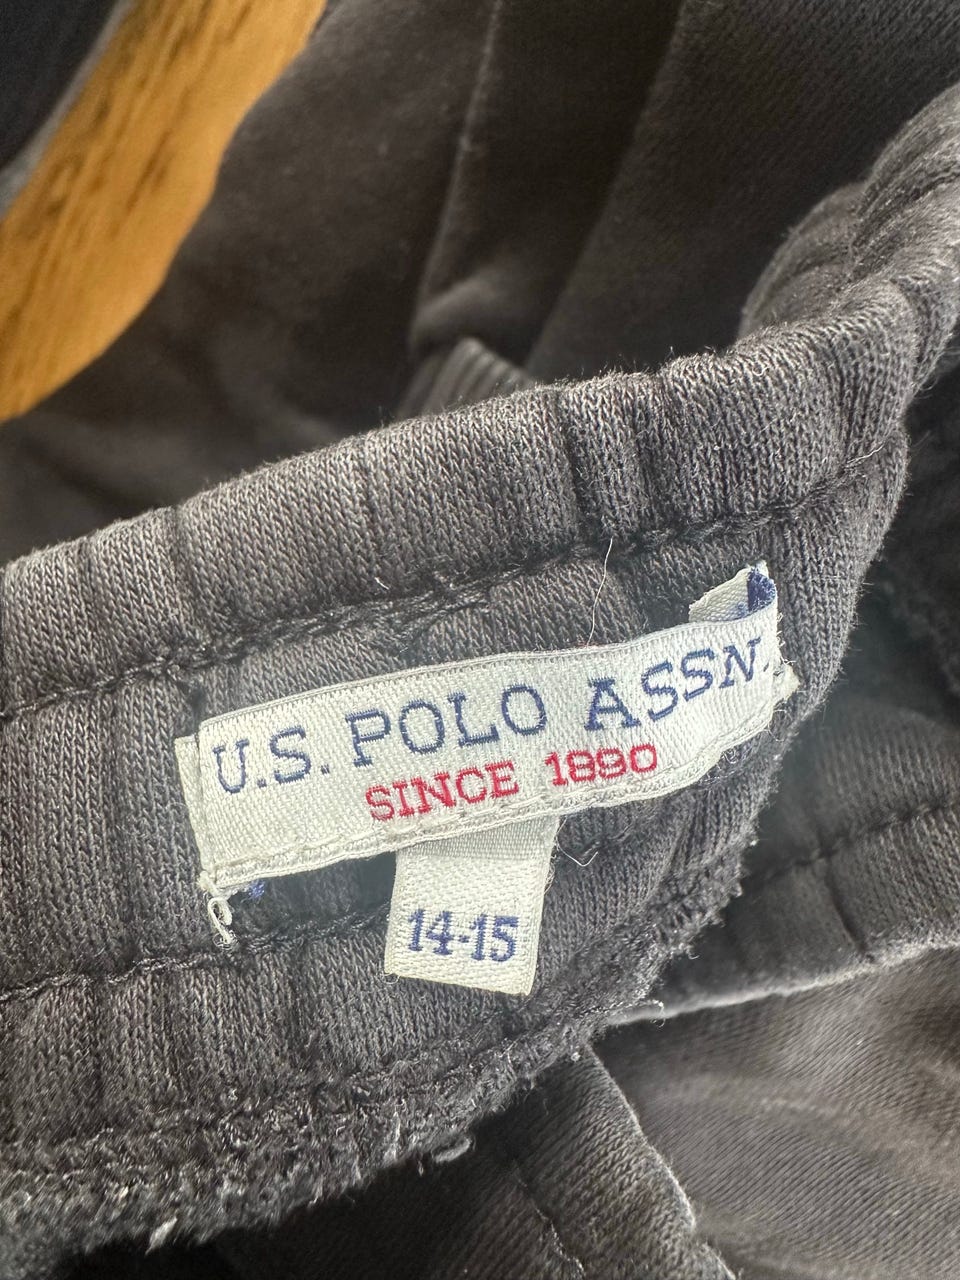 U.S. POLO ASSN.
SINCE 1890
14-15